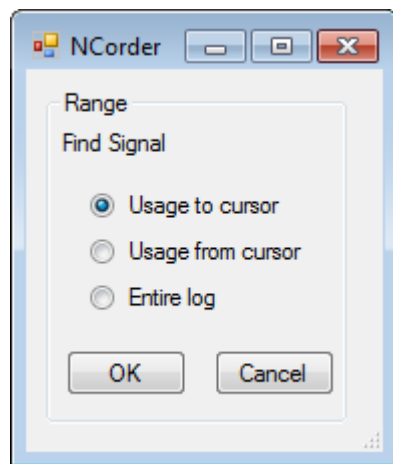 NCorder
Range
Find Signal
Usage to cursor
Usage from cursor
Entire log
OK Cancel